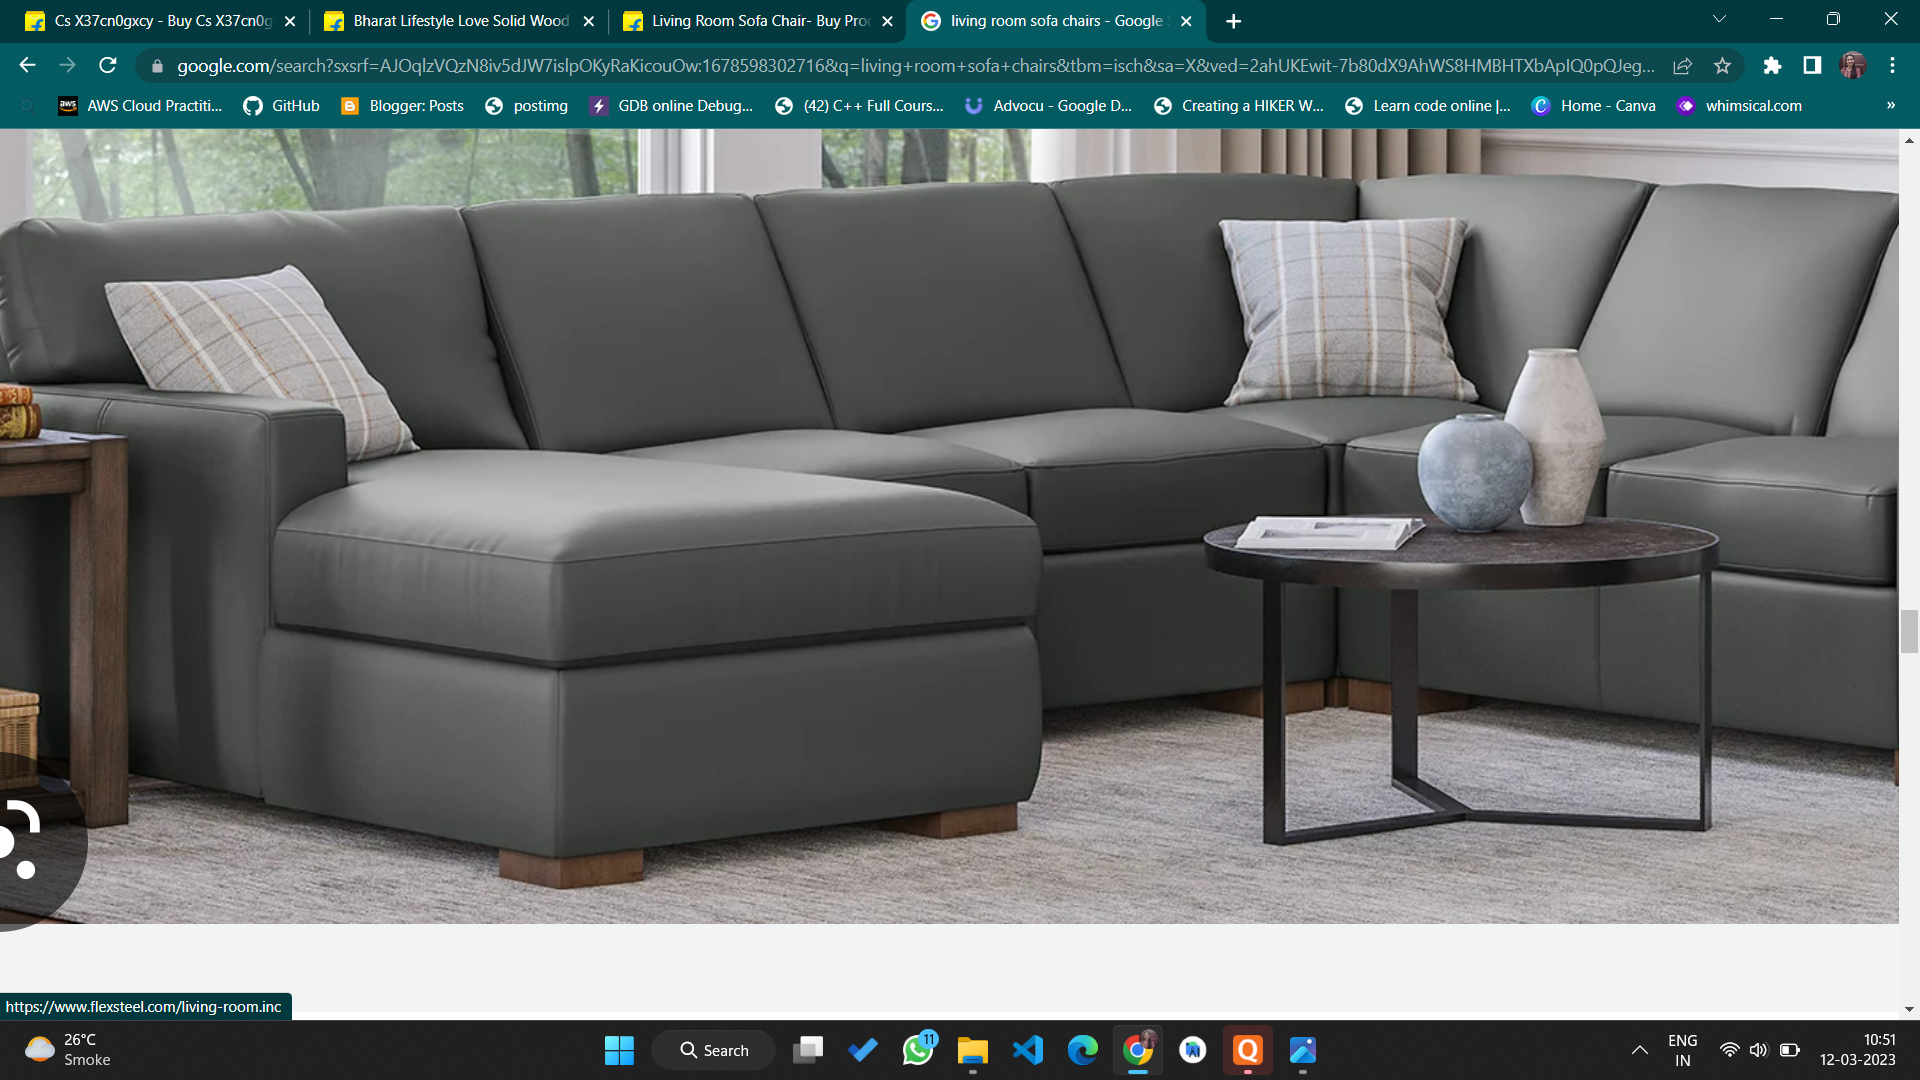 Cs X37cn0gxcy - Buy Cs X37cn0g
Bharat Lifestyle Love Solid Wood
Living Room Sofa Chair- Buy Pro
living room sofa chairs - Google
google.com/search?sxsrf=AJOqlzVQzN8iv5dJW7islpOKyRaKicouOw:1678598302716&q=living+room+sofa+chairs&tbm=isch&sa=X&ved=2ahUKEwit-7b80dX9AhWS8HMBHTXbApIQ0pQJeg...
aws
AWS Cloud Practiti...
GitHub
Blogger: Posts
postimg
GDB online Debug...
(42) C++ Full Cours...
Advocu - Google D...
Creating a HIKER W...
Learn code online |...
Home - Canva
whimsical.com
»
https://www.flexsteel.com/living-room.inc
26°C
Smoke
Search
11
ENG
IN
10:51
12-03-2023